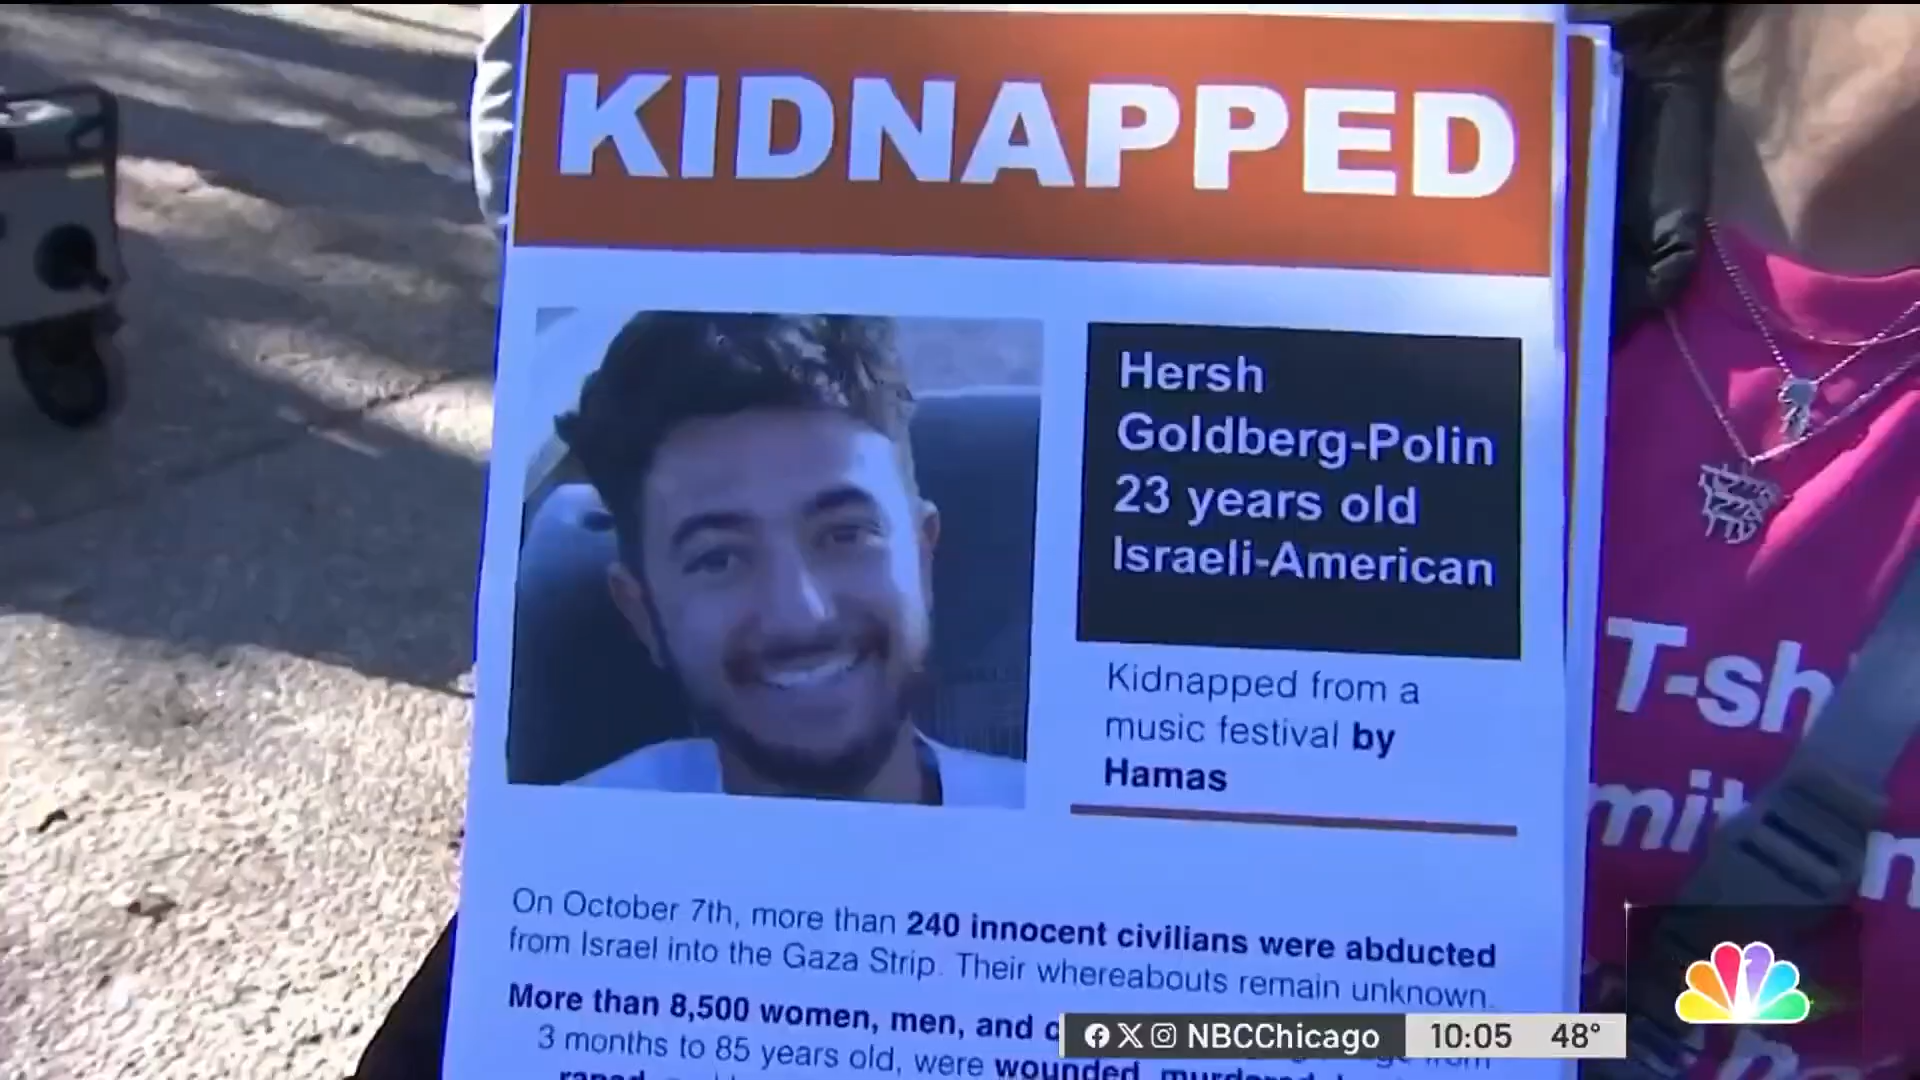 KIDNAPPED
Hersh
Goldberg-Polin
23 years old
Israeli-American
Kidnapped from a
music festival by
Hamas
On October 7th, more than 240 innocent civilians were abducted
from Israel into the Gaza Strip. Their whereabouts remain unknown.
More than 8,500 women, men, and
3 months to 85 years old, were wounded, murdered,
raped,
T-sh
mit
NBCChicago 10:05 48°